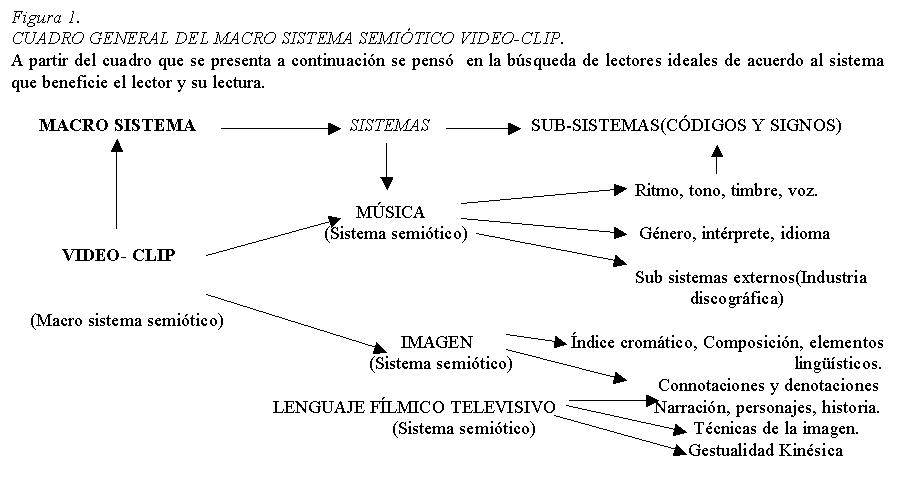 Figura 1.
CUADRO GENERAL DEL MACRO SISTEMA SEMIÓTICO VIDEO-CLIP.
A partir del cuadro que se presenta a continuación se pensó en la búsqueda de lectores ideales de acuerdo al sistema
que beneficie el lector y su lectura.
MACRO SISTEMA
SISTEMAS
SUB-SISTEMAS(CÓDIGOS Y SIGNOS)
Ritmo, tono, timbre, voz.
MÚSICA
(Sistema semiótico)
Género, intérprete, idioma
VIDEO- CLIP
Sub sistemas externos(Industria
discográfica)
(Macro sistema semiótico)
IMAGEN
(Sistema semiótico)
Índice cromático, Composición, elementos
lingüísticos.
Connotaciones y denotaciones
LENGUAJE FÍLMICO TELEVISIVO
(Sistema semiótico)
Narración, personajes, historia.
Técnicas de la imagen.
Gestualidad Kinésica